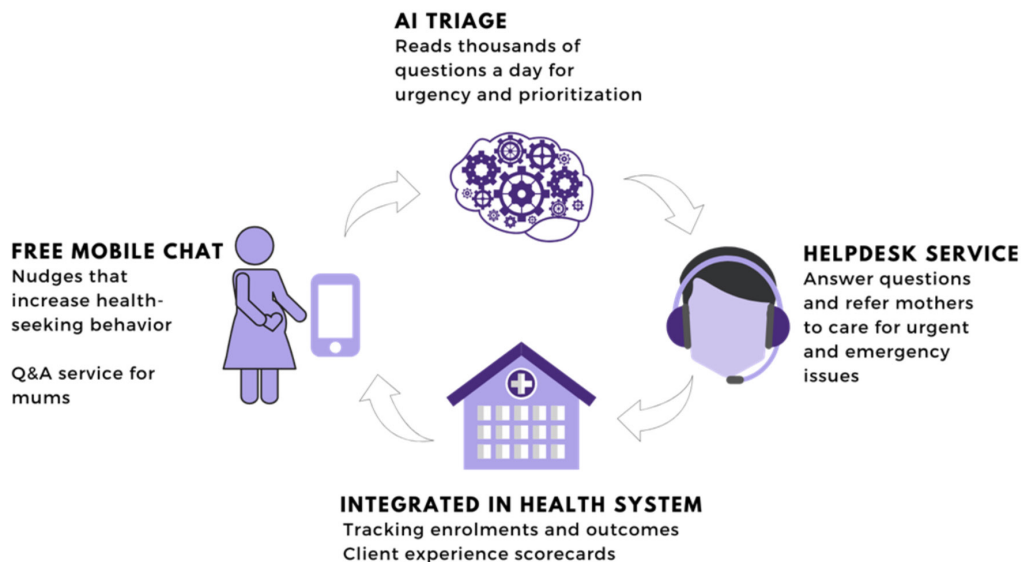 AI TRIAGE
Reads thousands of
questions a day for
urgency and prioritization
FREE MOBILE CHAT
Nudges that
increase health-
seeking behavior
Q&A service for
mums
HELPDESK SERVICE
Answer questions
and refer mothers
to care for urgent
and emergency
issues
INTEGRATED IN HEALTH SYSTEM
Tracking enrolments and outcomes
Client experience scorecards